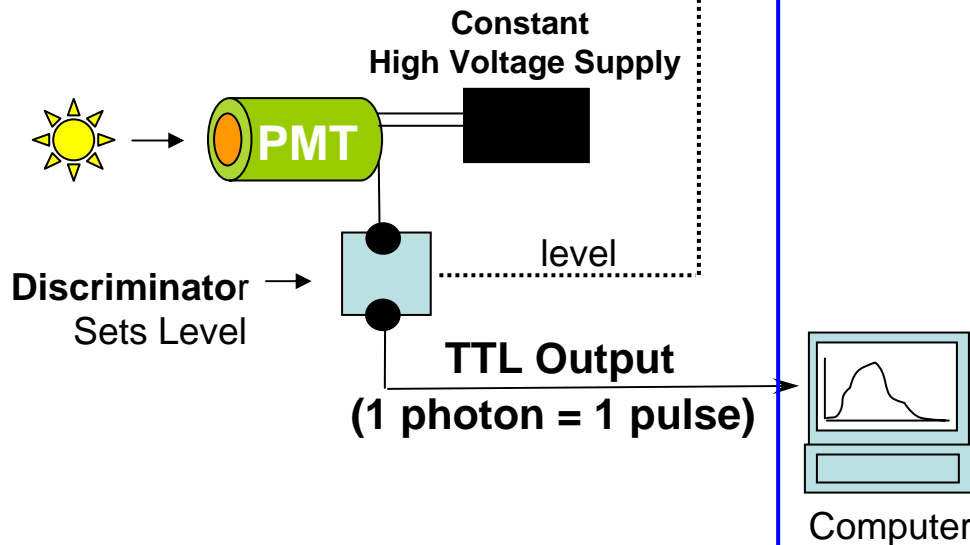 Constant
High Voltage Supply
PMT
level
Discriminator
Sets Level
TTL Output
(1 photon = 1 pulse)
Computer